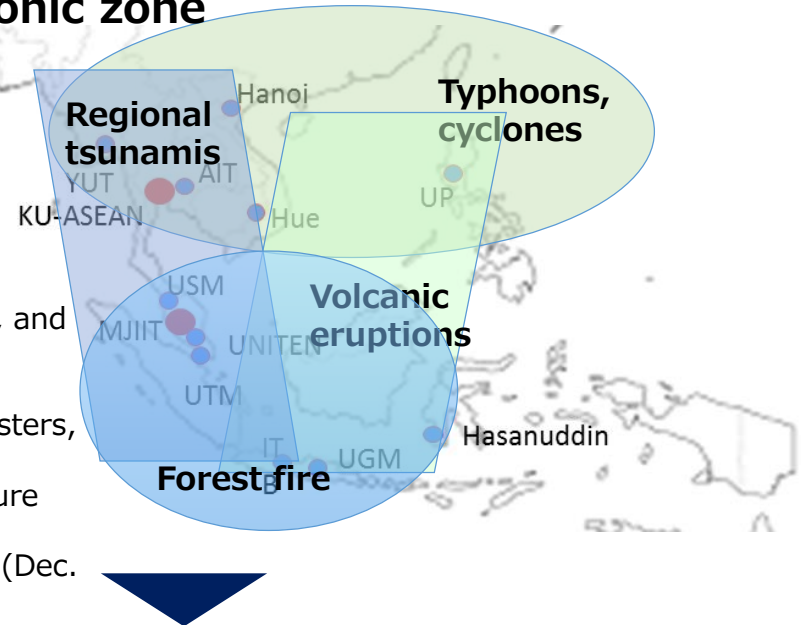 onic zone
Hanoi
Typhoons,
cyclones
Regional
tsunamis
AIT
YUT
UP
KU-ASEAN
Hue
USM
Volcanic
eruptions
, and
MJIIT
UNITEN
UTM
sters,
Hasanuddin
IT
B
UGM
Forest fire
ure
(Dec.